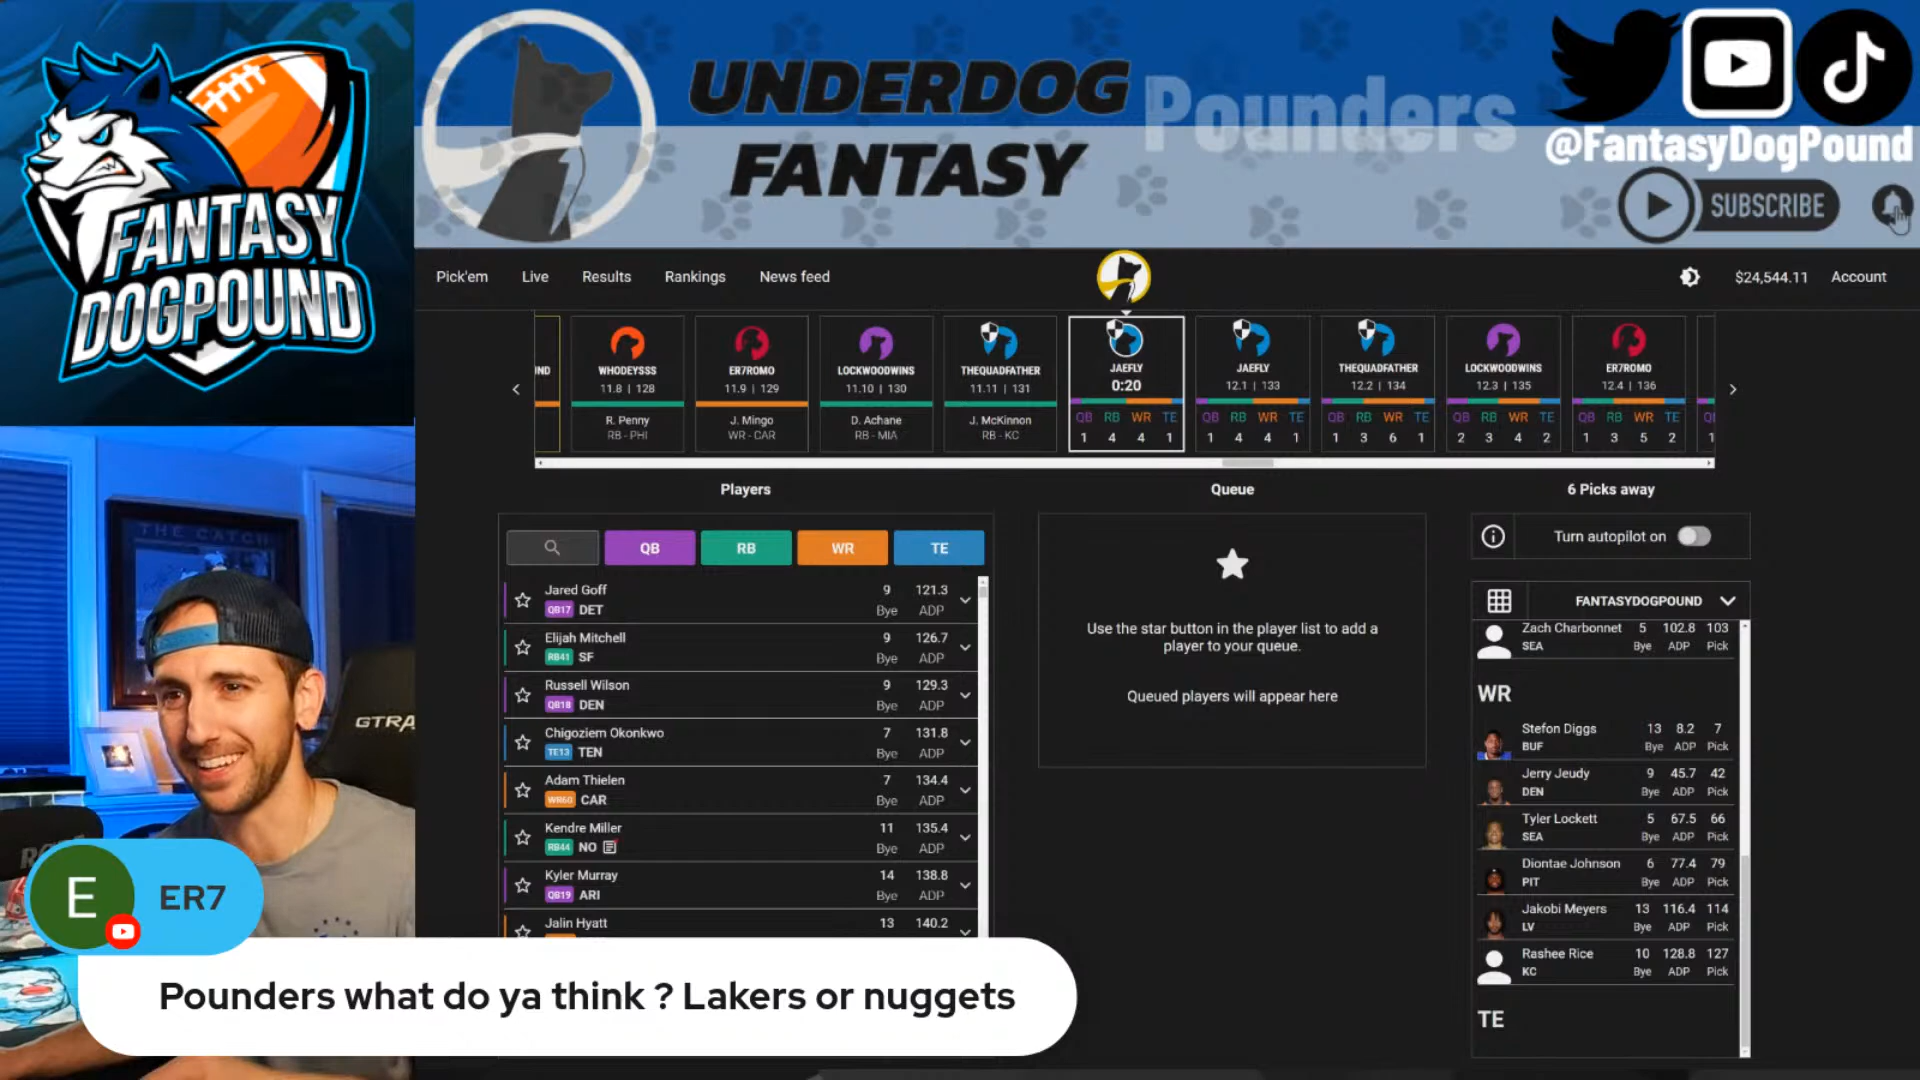 FANTASY
DOGPOUND
UNDERDOG
FANTASY
Pounders
@FantasyDogPound
SUBSCRIBE
Pick'em
Live
Results
Rankings
News feed
$24,544.11
Account
WHODEYSSS
11.8 | 128
R. Penny
RB - PHI
ER7ROMO
11.9 | 129
J. Mingo
WR - CAR
LOCKWOODWINS
11.10 | 130
D. Achane
RB - MIA
THEQUADFATHER
11.11 | 131
J. McKinnon
RB - KC
JAEFLY
0:20
QB RB WR TE
1 4 4 1
JAEFLY
12.1 | 133
QB RB WR TE
1 4 4 1
THEQUADFATHER
12.2 | 134
QB RB WR TE
1 3 6 1
LOCKWOODWINS
12.3 | 135
QB RB WR TE
2 3 4 2
ER7ROMO
12.4 | 136
QB RB WR TE
1 3 5 2
Players
QB RB WR TE
Jared Goff 9 121.3
QB17 DET Bye ADP
Elijah Mitchell 9 126.7
RB41 SF Bye ADP
Russell Wilson 9 129.3
QB18 DEN Bye ADP
Chigoziem Okonkwo 7 131.8
TE13 TEN Bye ADP
Adam Thielen 7 134.4
WR60 CAR Bye ADP
Kendre Miller 11 135.4
RB44 NO Bye ADP
Kyler Murray 14 138.8
QB19 ARI Bye ADP
Jalin Hyatt 13 140.2
Queue
Use the star button in the player list to add a
player to your queue.
Queued players will appear here
6 Picks away
Turn autopilot on
FANTASYDOGPOUND
Zach Charbonnet 5 102.8 103
SEA Bye ADP Pick
WR
Stefon Diggs 13 8.2 7
BUF Bye ADP Pick
Jerry Jeudy 9 45.7 42
DEN Bye ADP Pick
Tyler Lockett 5 67.5 66
SEA Bye ADP Pick
Diontae Johnson 6 77.4 79
PIT Bye ADP Pick
Jakobi Meyers 13 116.4 114
LV Bye ADP Pick
Rashee Rice 10 128.8 127
KC Bye ADP Pick
TE
THE CATCH
E
ER7
Pounders what do ya think ? Lakers or nuggets